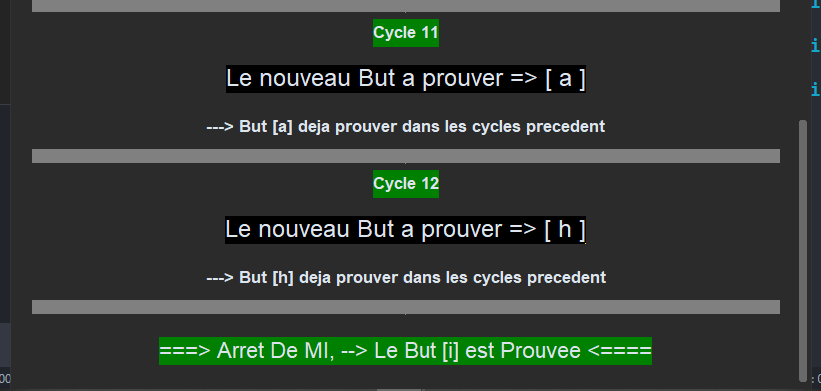 Cycle 11
Le nouveau But a prouver => [ a ]
---> But [a] deja prouver dans les cycles precedent
Cycle 12
Le nouveau But a prouver => [ h ]
---> But [h] deja prouver dans les cycles precedent
===> Arret De MI, --> Le But [i] est Prouvee <====